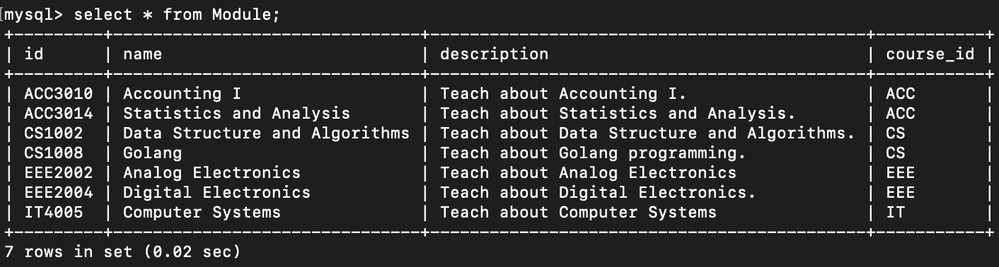 [mysql> select * from Module;
+---------+-------------------------------+--------------------------------------------+-----------+
| id      | name                          | description                                | course_id |
+---------+-------------------------------+--------------------------------------------+-----------+
| ACC3010 | Accounting I                  | Teach about Accounting I.                  | ACC       |
| ACC3014 | Statistics and Analysis       | Teach about Statistics and Analysis.       | ACC       |
| CS1002  | Data Structure and Algorithms | Teach about Data Structure and Algorithms. | CS        |
| CS1008  | Golang                        | Teach about Golang programming.            | CS        |
| EEE2002 | Analog Electronics            | Teach about Analog Electronics             | EEE       |
| EEE2004 | Digital Electronics           | Teach about Digital Electronics.           | EEE       |
| IT4005  | Computer Systems              | Teach about Computer Systems               | IT        |
+---------+-------------------------------+--------------------------------------------+-----------+
7 rows in set (0.02 sec)